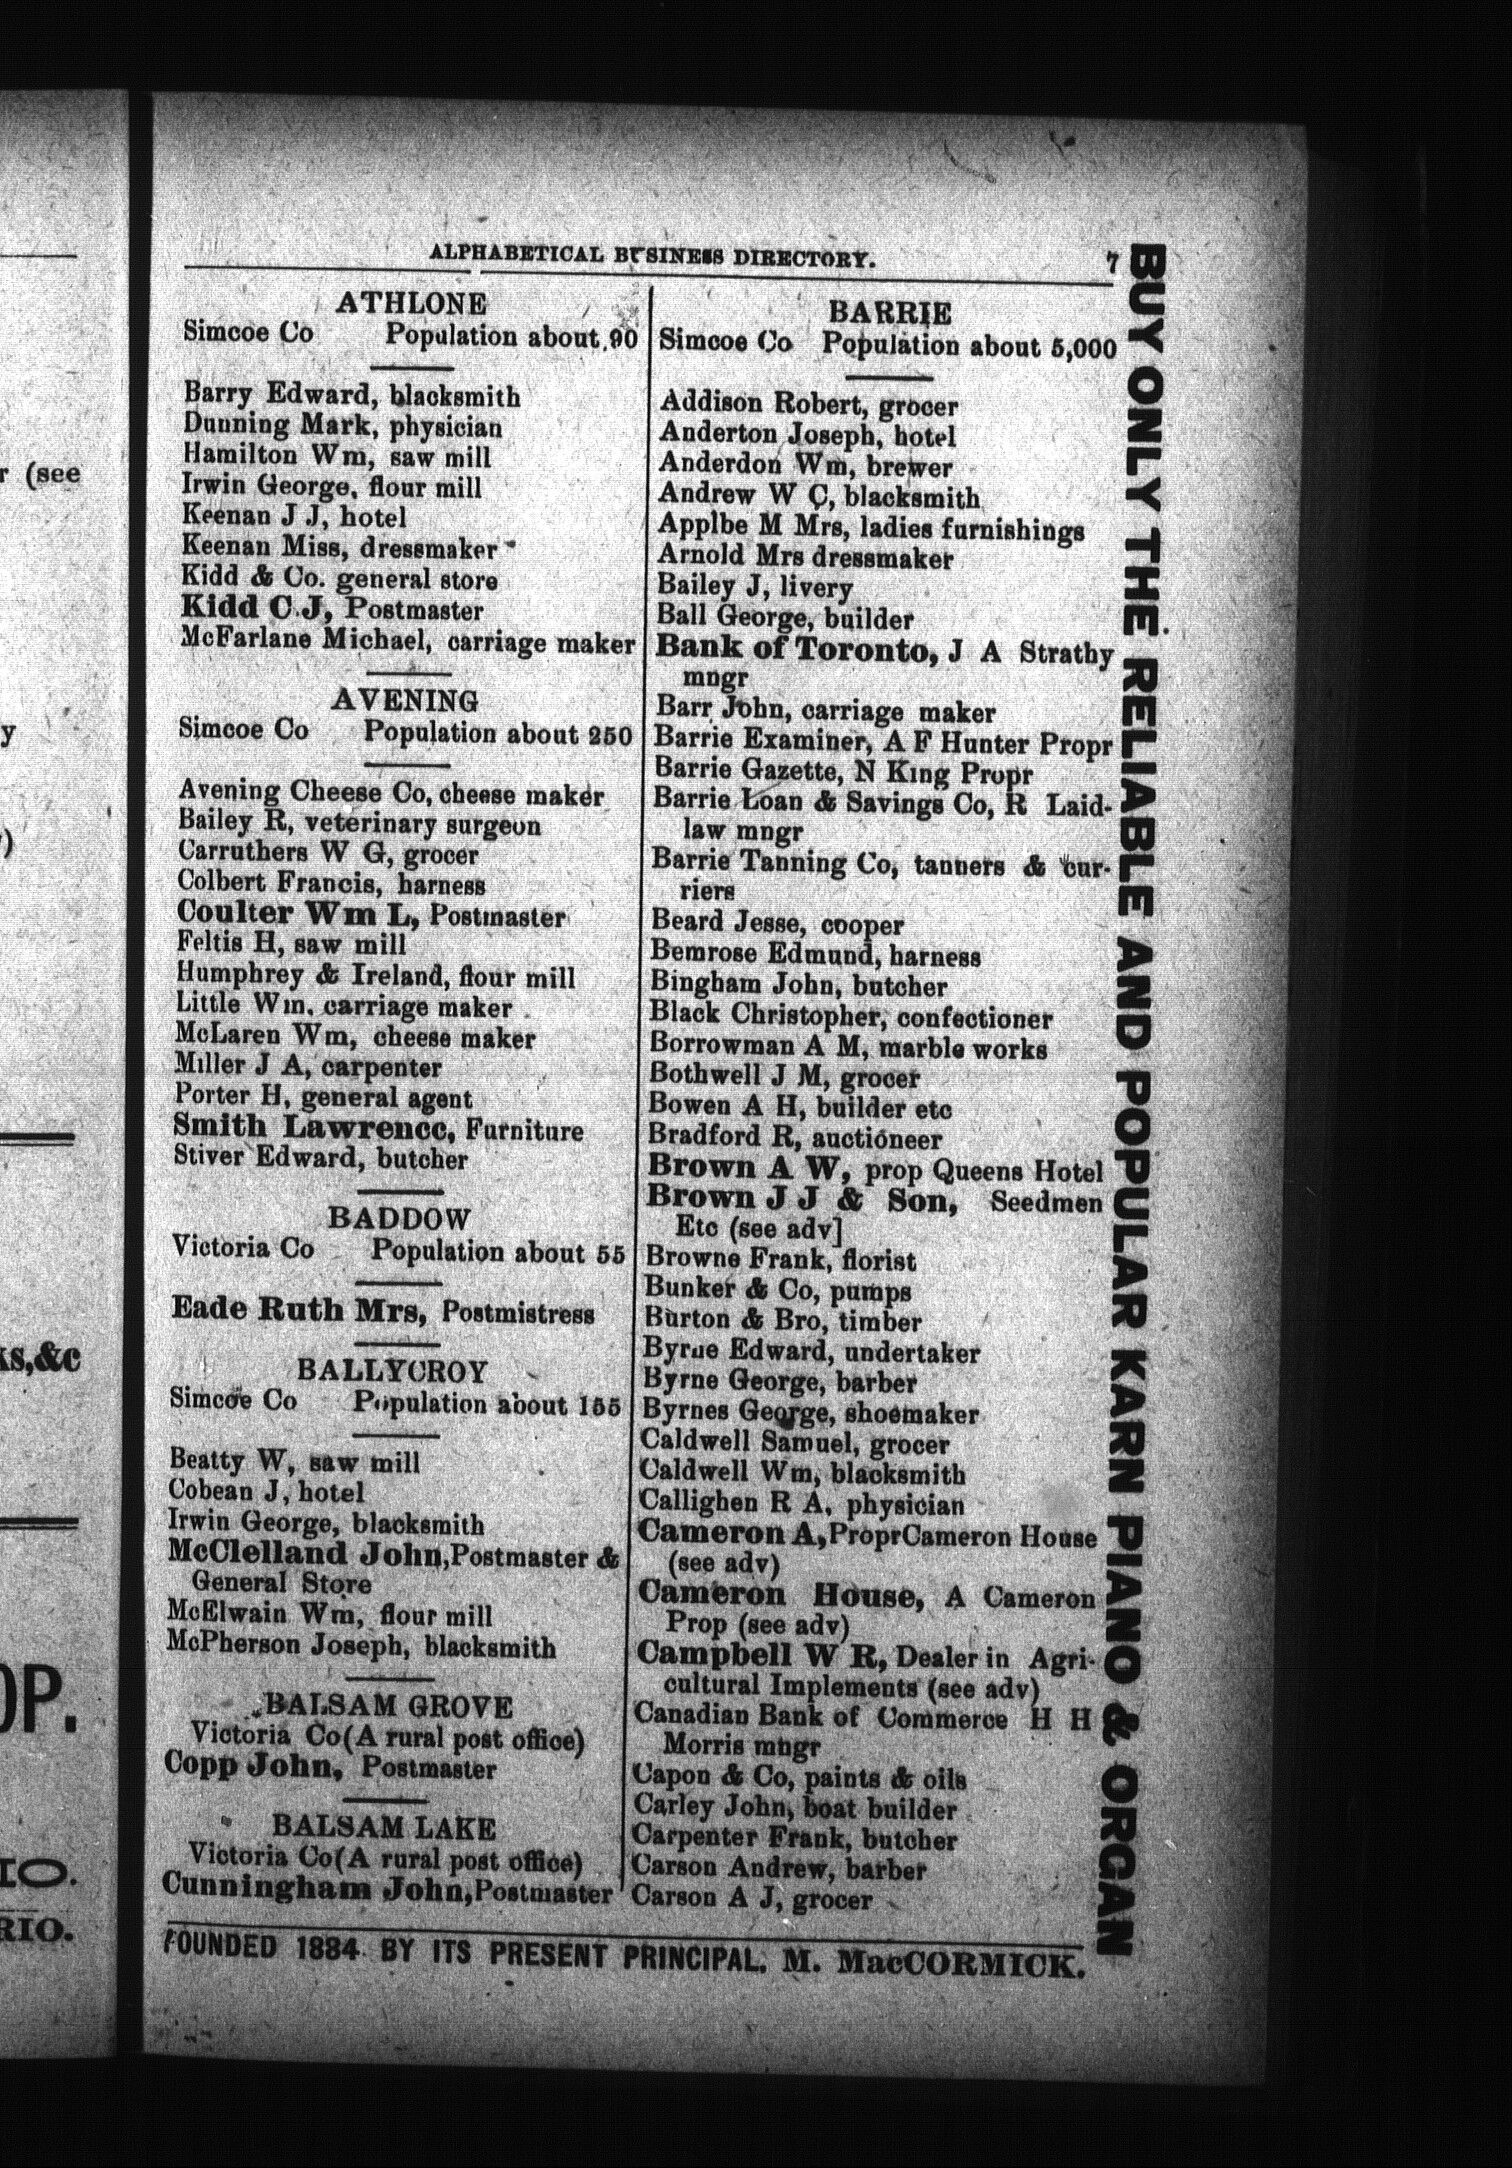 r (see
y
)
ks,&c
OP.
IO.
RIO.
ALPHABETICAL BUSINESS DIRECTORY.
7
ATHLONE
Simcoe Co Population about 90
Barry Edward, blacksmith
Dunning Mark, physician
Hamilton Wm, saw mill
Irwin George, flour mill
Keenan J J, hotel
Keenan Miss, dressmaker
Kidd & Co. general store
Kidd C J, Postmaster
McFarlane Michael, carriage maker
AVENING
Simcoe Co Population about 250
Avening Cheese Co, cheese maker
Bailey R, veterinary surgeon
Carruthers W G, grocer
Colbert Francis, harness
Coulter Wm L, Postmaster
Feltis H, saw mill
Humphrey & Ireland, flour mill
Little Wm, carriage maker
McLaren Wm, cheese maker
Miller J A, carpenter
Porter H, general agent
Smith Lawrence, Furniture
Stiver Edward, butcher
BADDOW
Victoria Co Population about 55
Eade Ruth Mrs, Postmistress
BALLYCROY
Simcoe Co Population about 155
Beatty W, saw mill
Cobean J, hotel
Irwin George, blacksmith
McClelland John, Postmaster &
General Store
McElwain Wm, flour mill
McPherson Joseph, blacksmith
BALSAM GROVE
Victoria Co (A rural post office)
Copp John, Postmaster
BALSAM LAKE
Victoria Co (A rural post office)
Cunningham John, Postmaster
BARRIE
Simcoe Co Population about 5,000
Addison Robert, grocer
Anderton Joseph, hotel
Anderdon Wm, brewer
Andrew W C, blacksmith
Applbe M Mrs, ladies furnishings
Arnold Mrs dressmaker
Bailey J, livery
Ball George, builder
Bank of Toronto, J A Strathy
mngr
Barr John, carriage maker
Barrie Examiner, A F Hunter Propr
Barrie Gazette, N King Propr
Barrie Loan & Savings Co, R Laid-
law mngr
Barrie Tanning Co, tanners & cur-
riers
Beard Jesse, cooper
Bemrose Edmund, harness
Bingham John, butcher
Black Christopher, confectioner
Borrowman A M, marble works
Bothwell J M, grocer
Bowen A H, builder etc
Bradford R, auctioneer
Brown A W, prop Queens Hotel
Brown J J & Son, Seedmen
Etc (see adv]
Browne Frank, florist
Bunker & Co, pumps
Burton & Bro, timber
Byrne Edward, undertaker
Byrne George, barber
Byrnes George, shoemaker
Caldwell Samuel, grocer
Caldwell Wm, blacksmith
Callighen R A, physician
Cameron A, Propr Cameron House
(see adv)
Cameron House, A Cameron
Prop (see adv)
Campbell W R, Dealer in Agri-
cultural Implements (see adv)
Canadian Bank of Commerce H H
Morris mngr
Capon & Co, paints & oils
Carley John, boat builder
Carpenter Frank, butcher
Carson Andrew, barber
Carson A J, grocer
BUY ONLY THE RELIABLE AND POPULAR KARN PIANO & ORGAN
FOUNDED 1884 BY ITS PRESENT PRINCIPAL, M. MacCORMICK.